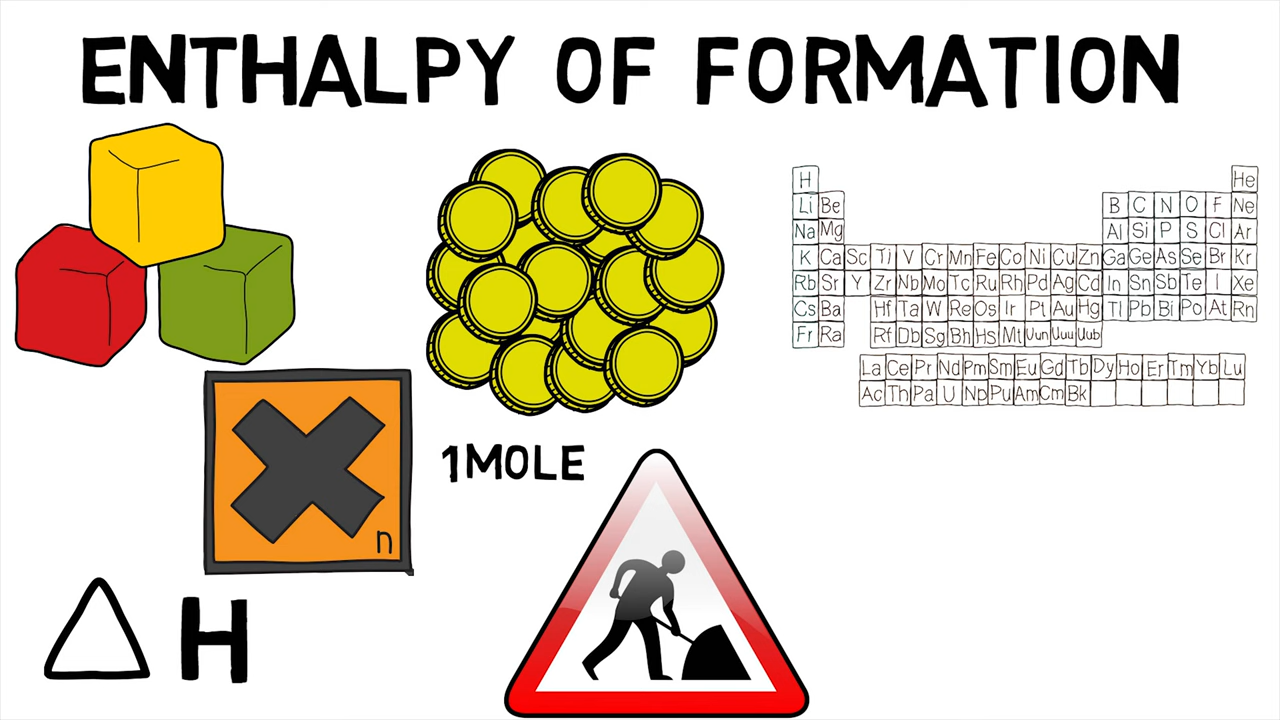 ENTHALPY OF FORMATION
H He
Li Be B C N O F Ne
Na Mg Al Si P S Cl Ar
K Ca Sc Ti V Cr Mn Fe Co Ni Cu Zn Ga Ge As Se Br Kr
Rb Sr Y Zr Nb Mo Tc Ru Rh Pd Ag Cd In Sn Sb Te I Xe
Cs Ba Hf Ta W Re Os Ir Pt Au Hg Tl Pb Bi Po At Rn
Fr Ra Rf Db Sg Bh Hs Mt Uun Uuu Uub
La Ce Pr Nd Pm Sm Eu Gd Tb Dy Ho Er Tm Yb Lu
Ac Th Pa U Np Pu Am Cm Bk
1 MOLE
n
△ H